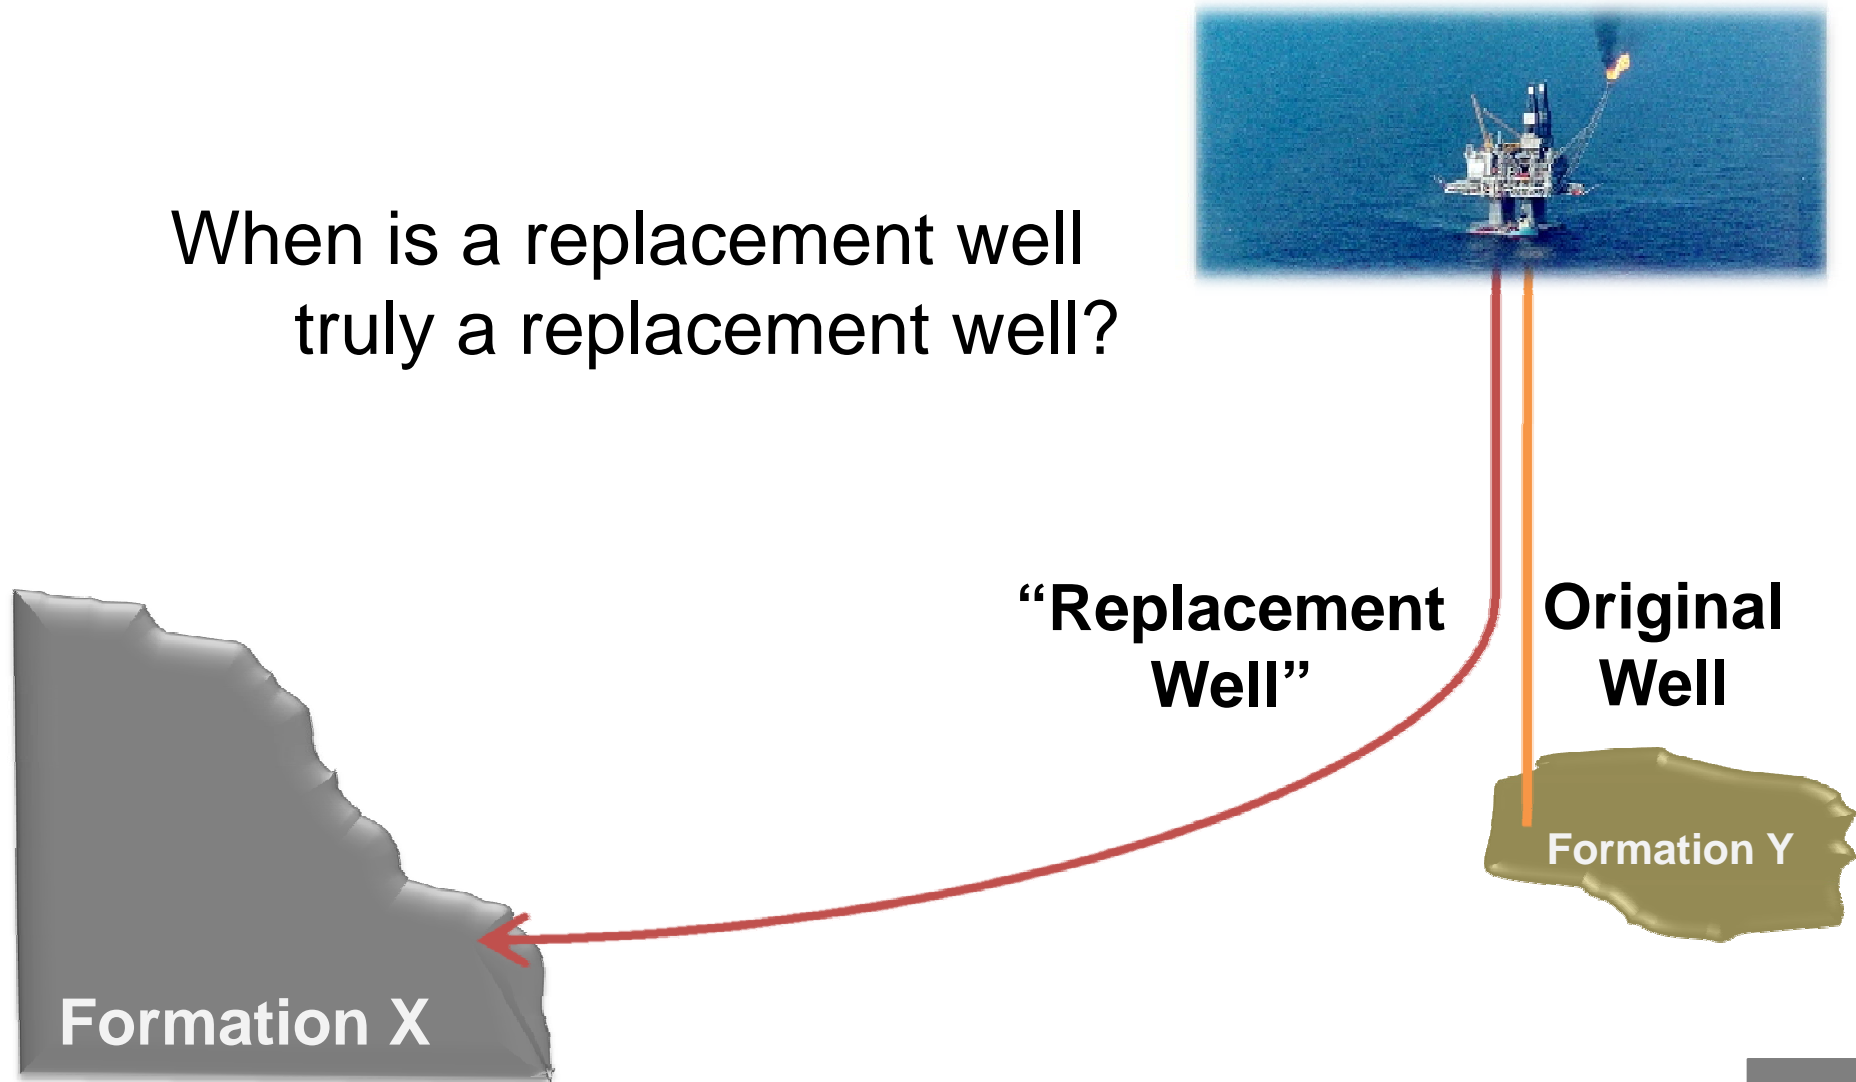 When is a replacement well
truly a replacement well?
“Replacement
Well”
Original
Well
Formation Y
Formation X